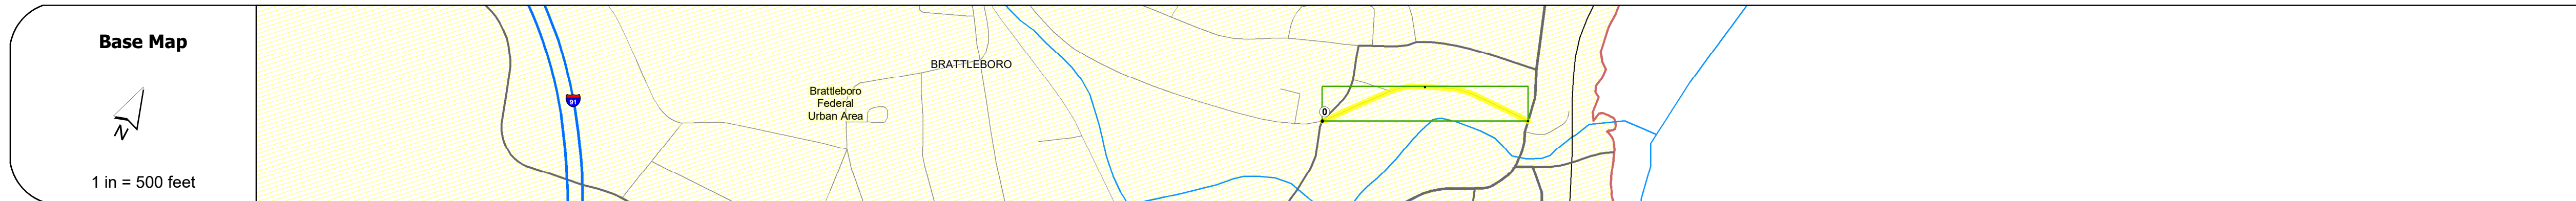 Base Map
N
1 in = 500 feet
91
BRATTLEBORO
Brattleboro
Federal
Urban Area
0